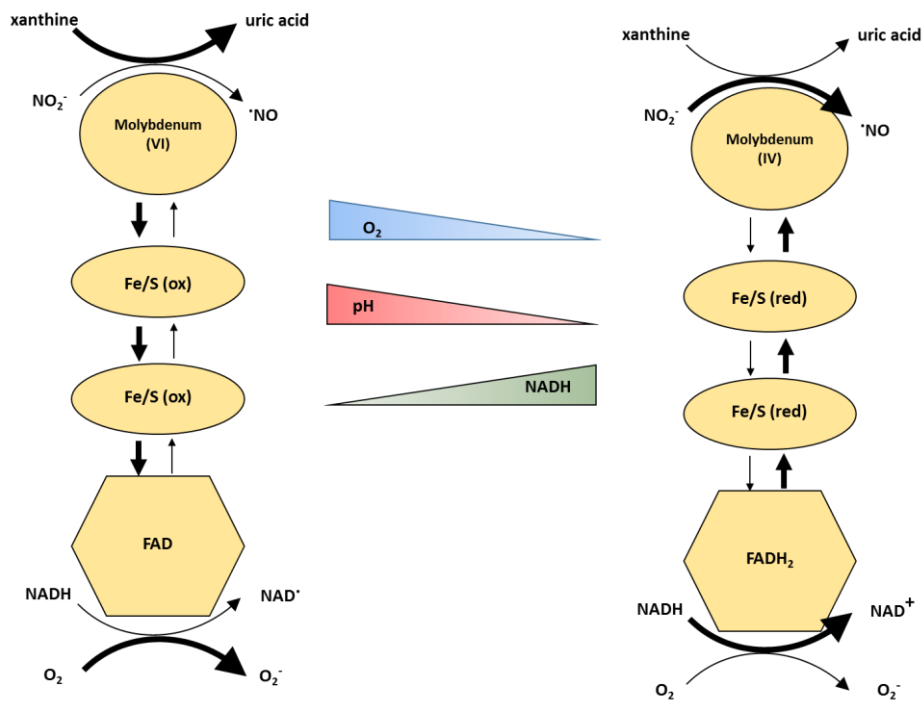 xanthine
uric acid
NO₂⁻
•NO
Molybdenum
(VI)
Fe/S (ox)
Fe/S (ox)
FAD
NADH
NAD•
O₂
O₂⁻
O₂
pH
NADH
xanthine
uric acid
NO₂⁻
•NO
Molybdenum
(IV)
Fe/S (red)
Fe/S (red)
FADH₂
NADH
NAD⁺
O₂
O₂⁻